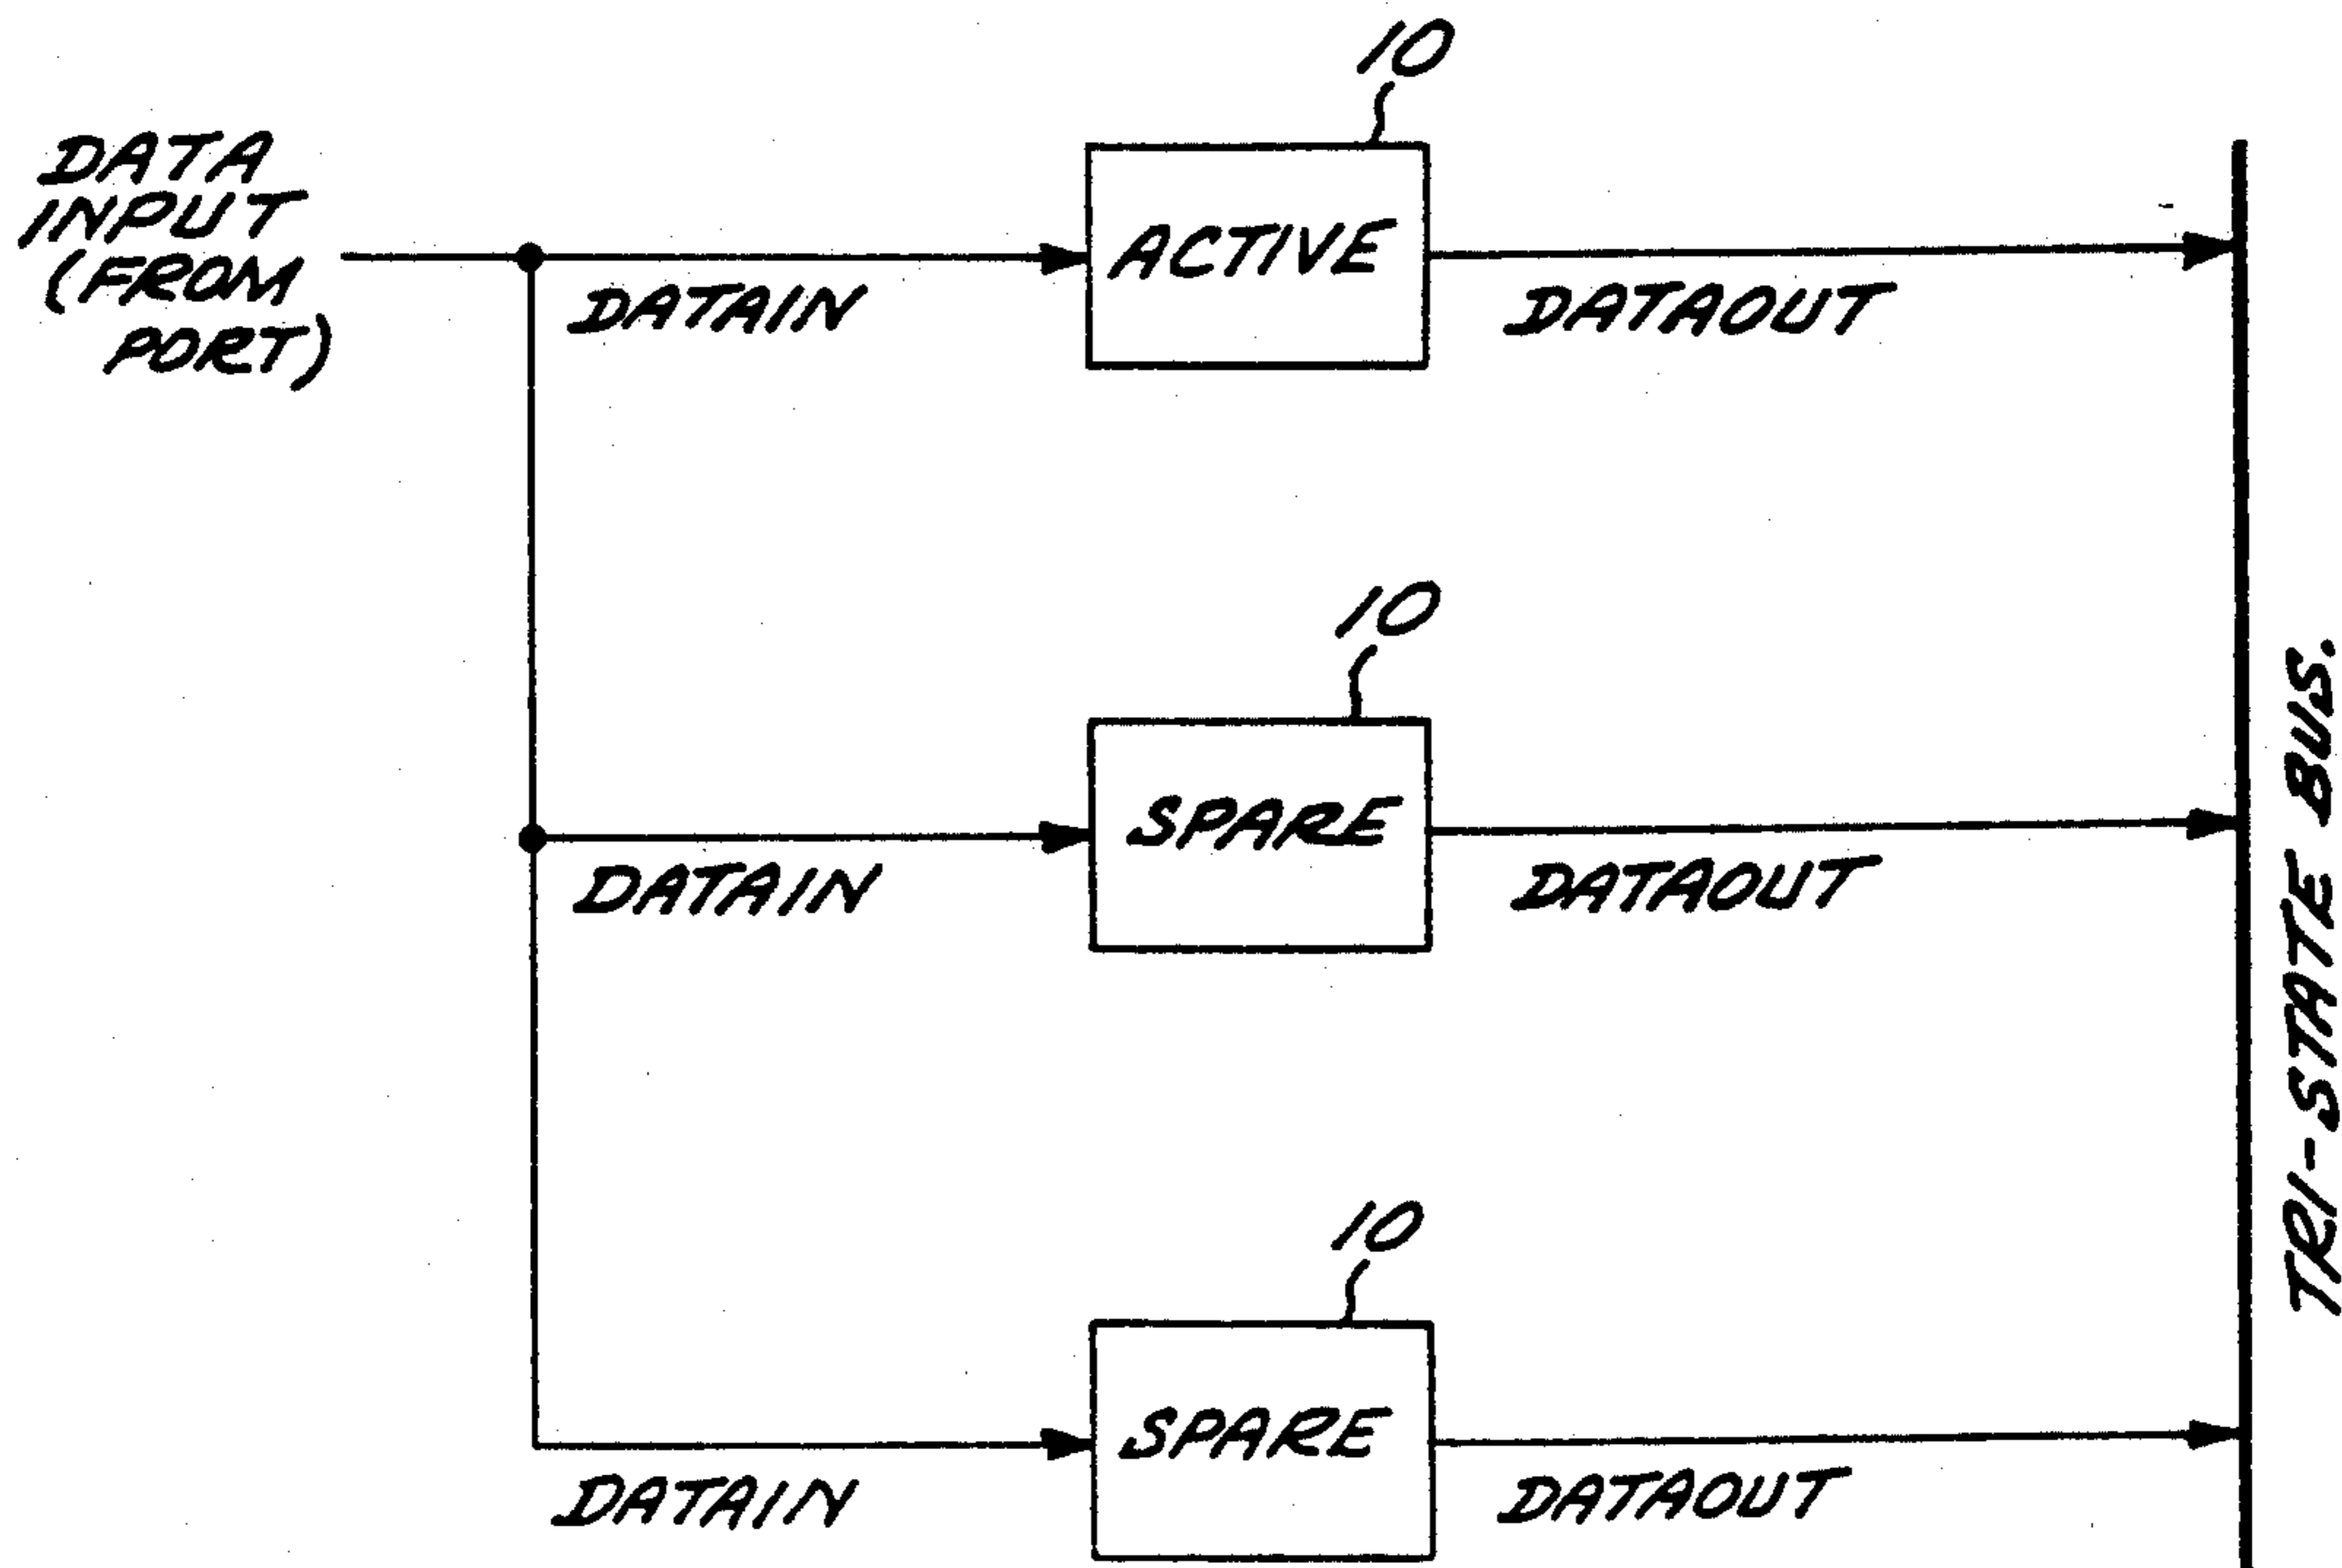 10
DATA
INPUT
(FROM
PORT)
ACTIVE
DATAIN
DATAOUT
10
SPARE
DATAIN
DATAOUT
TRI-STATE BUS.
10
SPARE
DATAIN
DATAOUT